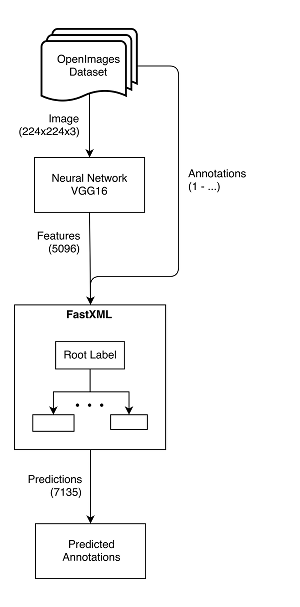 OpenImages
Dataset
Image
(224x224x3)
Neural Network
VGG16
Annotations
(1 - ...)
Features
(5096)
FastXML
Root Label
• • •
Predictions
(7135)
Predicted
Annotations